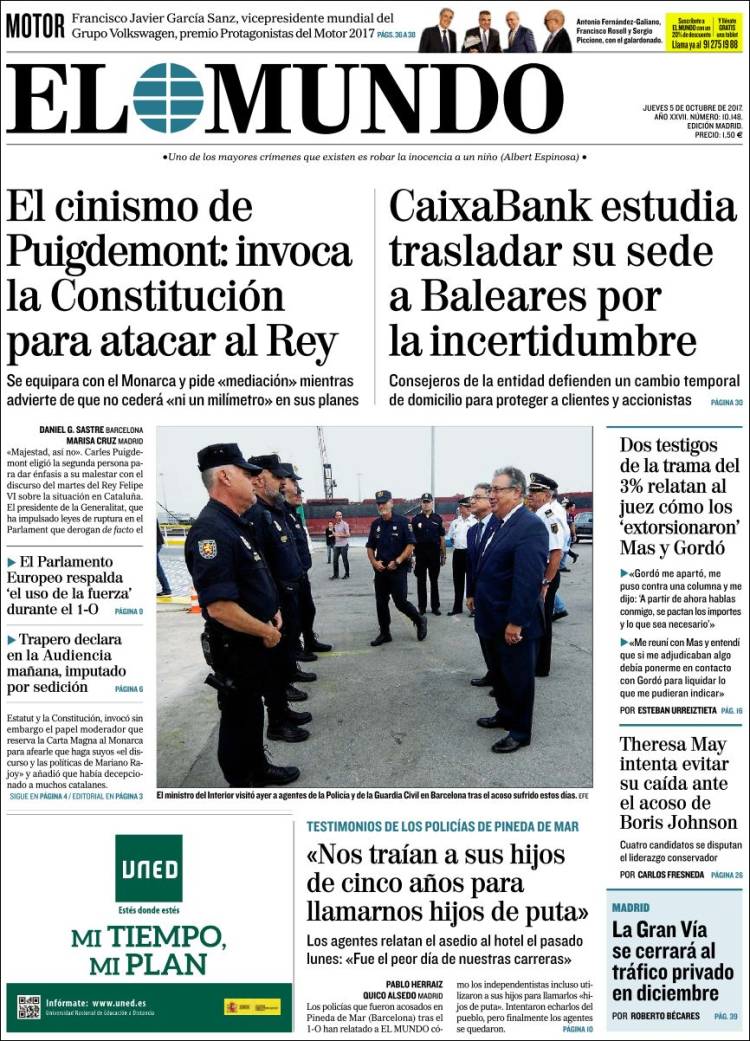 MOTOR
Francisco Javier García Sanz, vicepresidente mundial del
Grupo Volkswagen, premio Protagonistas del Motor 2017 PÁGS. 36 A 38
Antonio Fernández-Galiano,
Francisco Rosell y Sergio
Piccione, con el galardonado.
Suscríbete a
EL MUNDO con un
20% de descuento
Y llévate
GRATIS
una tablet
Llama ya al 91 275 19 88
EL MUNDO
JUEVES 5 DE OCTUBRE DE 2017.
AÑO XXVII. NÚMERO: 10.148.
EDICIÓN MADRID.
PRECIO: 1,50 €
•Uno de los mayores crímenes que existen es robar la inocencia a un niño (Albert Espinosa) •
El cinismo de
Puigdemont: invoca
la Constitución
para atacar al Rey
Se equipara con el Monarca y pide «mediación» mientras
advierte de que no cederá «ni un milímetro» en sus planes
CaixaBank estudia
trasladar su sede
a Baleares por
la incertidumbre
Consejeros de la entidad defienden un cambio temporal
de domicilio para proteger a clientes y accionistas PÁGINA 30
DANIEL G. SASTRE BARCELONA
MARISA CRUZ MADRID
«Majestad, así no». Carles Puigde-
mont eligió la segunda persona pa-
ra dar énfasis a su malestar con el
discurso del martes del Rey Felipe
VI sobre la situación en Cataluña.
El presidente de la Generalitat, que
ha impulsado leyes de ruptura en el
Parlament que derogan de facto el
▶ El Parlamento
Europeo respalda
'el uso de la fuerza'
durante el 1-O PÁGINA 9
▶ Trapero declara
en la Audiencia
mañana, imputado
por sedición PÁGINA 6
Estatut y la Constitución, invocó sin
embargo el papel moderador que
reserva la Carta Magna al Monarca
para afearle que haga suyos «el dis-
curso y las políticas de Mariano Ra-
joy» y añadió que había decepcio-
nado a muchos catalanes.
SIGUE EN PÁGINA 4 / EDITORIAL EN PÁGINA 3
El ministro del Interior visitó ayer a agentes de la Policía y de la Guardia Civil en Barcelona tras el acoso sufrido estos días. EFE
Dos testigos
de la trama del
3% relatan al
juez cómo los
'extorsionaron'
Mas y Gordó
▶«Gordó me apartó, me
puso contra una columna y me
dijo: 'A partir de ahora hablas
conmigo, se pactan los importes
y lo que sea necesario'»
▶«Me reuní con Mas y entendí
que si me adjudicaban algo
debía ponerme en contacto
con Gordó para liquidar lo
que me pudieran indicar»
POR ESTEBAN URREIZTIETA PÁG. 16
Theresa May
intenta evitar
su caída ante
el acoso de
Boris Johnson
Cuatro candidatos se disputan
el liderazgo conservador
POR CARLOS FRESNEDA PÁGINA 26
MADRID
La Gran Vía
se cerrará al
tráfico privado
en diciembre
POR ROBERTO BÉCARES PÁG. 39
UNED
Estés donde estés
MI TIEMPO,
MI PLAN
Infórmate: www.uned.es
Universidad Nacional de Educación a Distancia
TESTIMONIOS DE LOS POLICÍAS DE PINEDA DE MAR
«Nos traían a sus hijos
de cinco años para
llamarnos hijos de puta»
Los agentes relatan el asedio al hotel el pasado
lunes: «Fue el peor día de nuestras carreras»
PABLO HERRAIZ
QUICO ALSEDO MADRID
Los policías que fueron acosados en
Pineda de Mar (Barcelona) tras el
1-O han relatado a EL MUNDO có-
mo los independentistas incluso uti-
lizaron a sus hijos para llamarlos «hi-
jos de puta». Intentaron echarlos del
pueblo, pero finalmente los agentes
se quedaron. PÁGINA 10